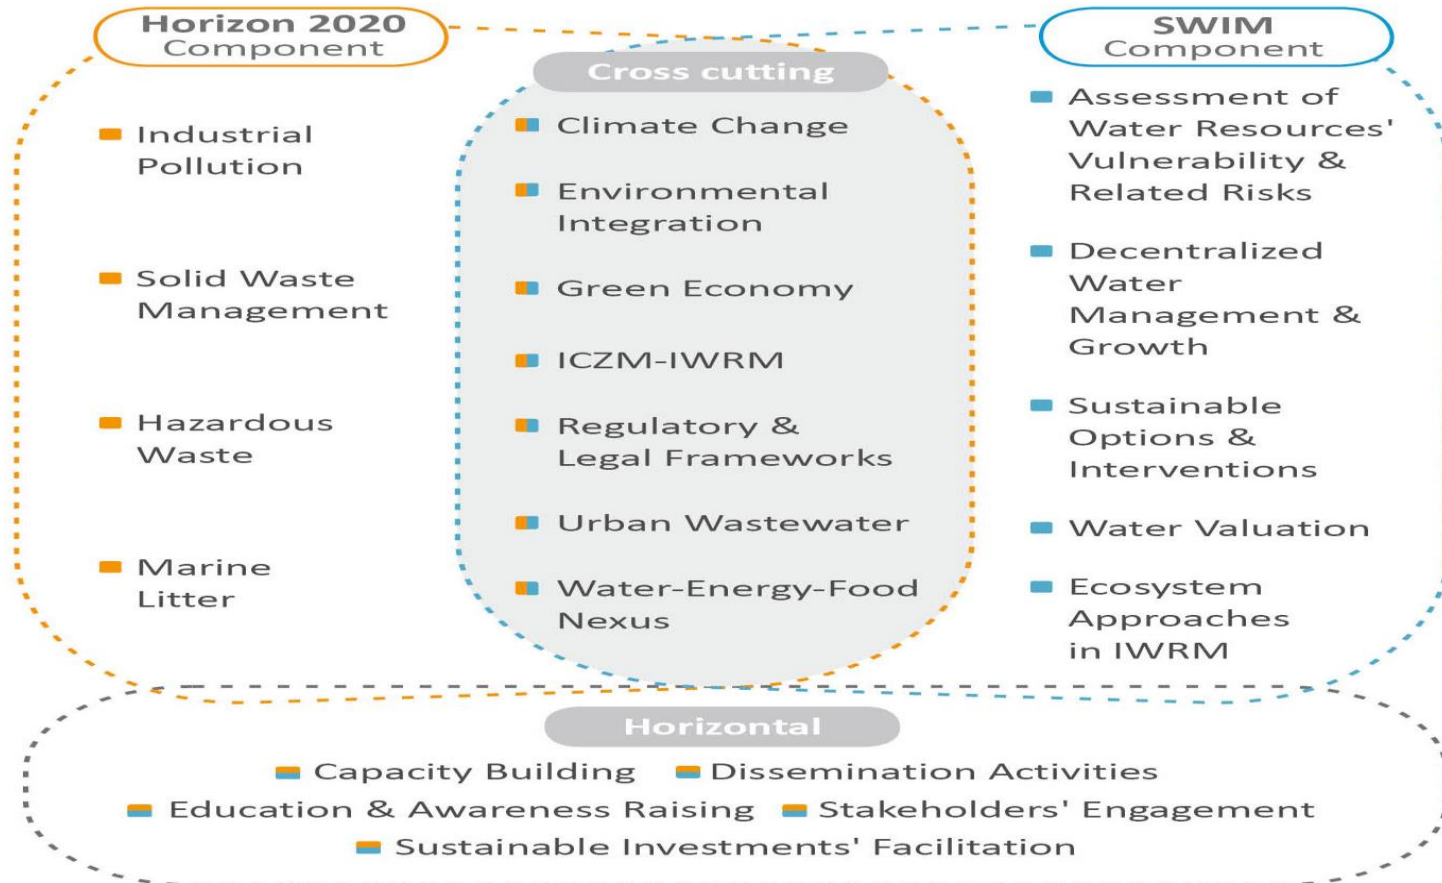 Horizon 2020
Component
Industrial
Pollution
Solid Waste
Management
Hazardous
Waste
Marine
Litter
Cross cutting
Climate Change
Environmental
Integration
Green Economy
ICZM-IWRM
Regulatory &
Legal Frameworks
Urban Wastewater
Water-Energy-Food
Nexus
SWIM
Component
Assessment of
Water Resources'
Vulnerability &
Related Risks
Decentralized
Water
Management &
Growth
Sustainable
Options &
Interventions
Water Valuation
Ecosystem
Approaches
in IWRM
Horizontal
Capacity Building Dissemination Activities
Education & Awareness Raising Stakeholders' Engagement
Sustainable Investments' Facilitation